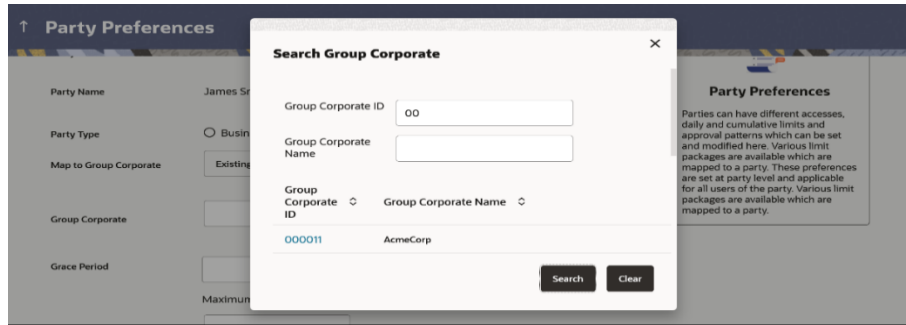 Party Preferences
Search Group Corporate
Party Name
James
Party Type
Map to Group Corporate
Existing
Group Corporate
Grace Period
Maximum
Group Corporate ID
00
Group Corporate
Name
Group
Corporate
ID
Group Corporate Name
000011
AcmeCorp
Search
Clear
Party Preferences
Parties can have different accesses,
daily and cumulative limits and
approval patterns which can be set
and modified here. Various limit
packages are available which are
mapped to a party. These preferences
are set at party level and applicable
for all users of the party. Various limit
packages are available which are
mapped to a party.